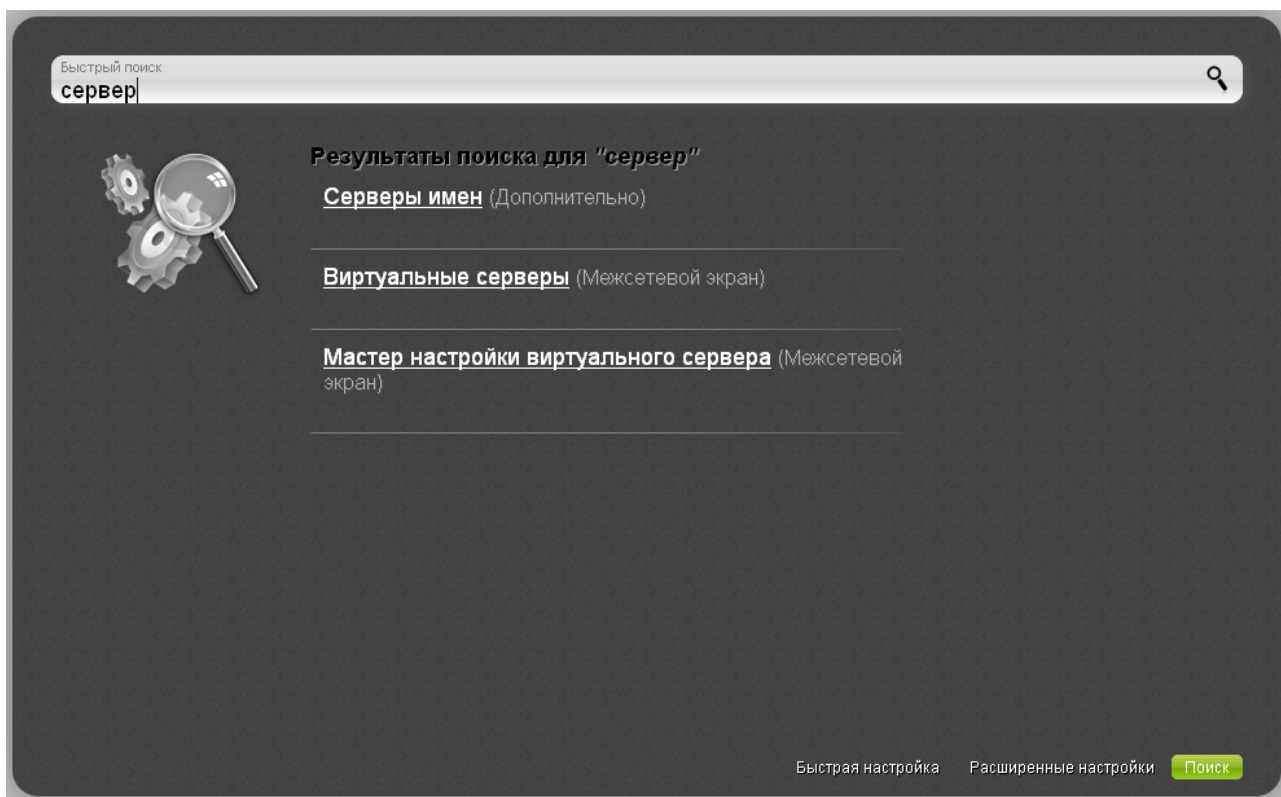 Быстрый поиск
сервер
Результаты поиска для "сервер"
Серверы имен (Дополнительно)
Виртуальные серверы (Межсетевой экран)
Мастер настройки виртуального сервера (Межсетевой
экран)
Быстрая настройка Расширенные настройки Поиск